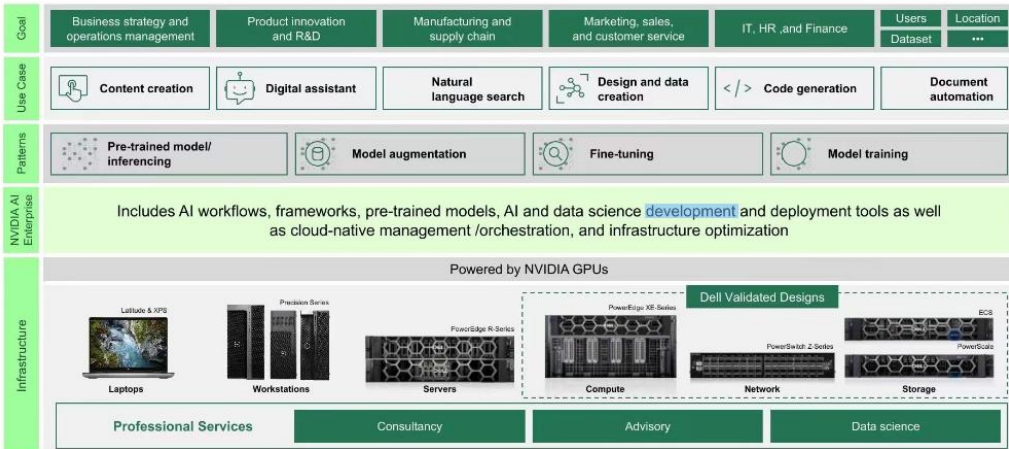 Goal
Business strategy and
operations management
Product innovation
and R&D
Manufacturing and
supply chain
Marketing, sales,
and customer service
IT, HR ,and Finance
Users
Location
Dataset
•••
Use Case
Content creation
Digital assistant
Natural
language search
Design and data
creation
</> Code generation
Document
automation
Patterns
Pre-trained model/
inferencing
Model augmentation
Fine-tuning
Model training
NVIDIA AI
Enterprise
Includes AI workflows, frameworks, pre-trained models, AI and data science development and deployment tools as well
as cloud-native management /orchestration, and infrastructure optimization
Infrastructure
Powered by NVIDIA GPUs
Dell Validated Designs
Latitude & XPS
Laptops
Precision Series
Workstations
PowerEdge R-Series
Servers
PowerEdge XE-Series
Compute
PowerSwitch Z-Series
Network
ECS
PowerScale
Storage
Professional Services
Consultancy
Advisory
Data science